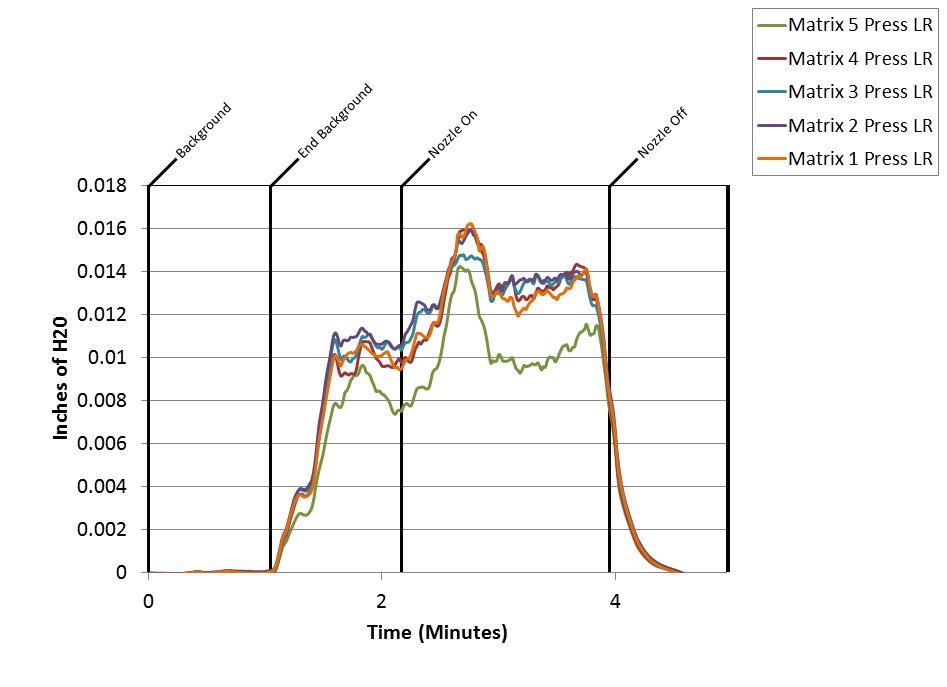 Matrix 5 Press LR
Matrix 4 Press LR
Matrix 3 Press LR
Matrix 2 Press LR
Matrix 1 Press LR
Background
End Background
Nozzle On
Nozzle Off
0.018
0.016
0.014
0.012
0.01
0.008
0.006
0.004
0.002
0
Inches of H20
0 2 4
Time (Minutes)